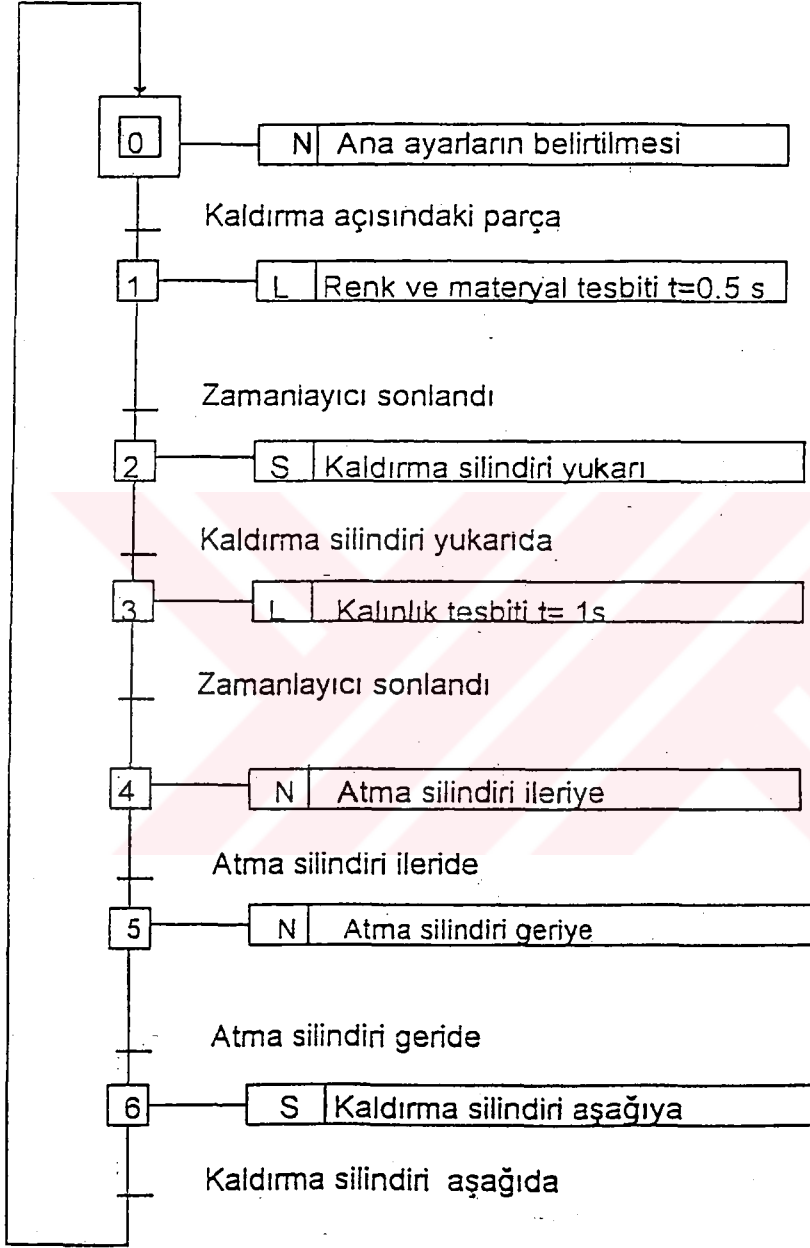 0
N Ana ayarların belirtilmesi
Kaldırma açısındaki parça
1
L Renk ve materyal tesbiti t=0.5 s
Zamanlayıcı sonlandı
2
S Kaldırma silindiri yukarı
Kaldırma silindiri yukarıda
3
L Kalınlık tesbiti t= 1s
Zamanlayıcı sonlandı
4
N Atma silindiri ileriye
Atma silindiri ileride
5
N Atma silindiri geriye
Atma silindiri geride
6
S Kaldırma silindiri aşağıya
Kaldırma silindiri aşağıda